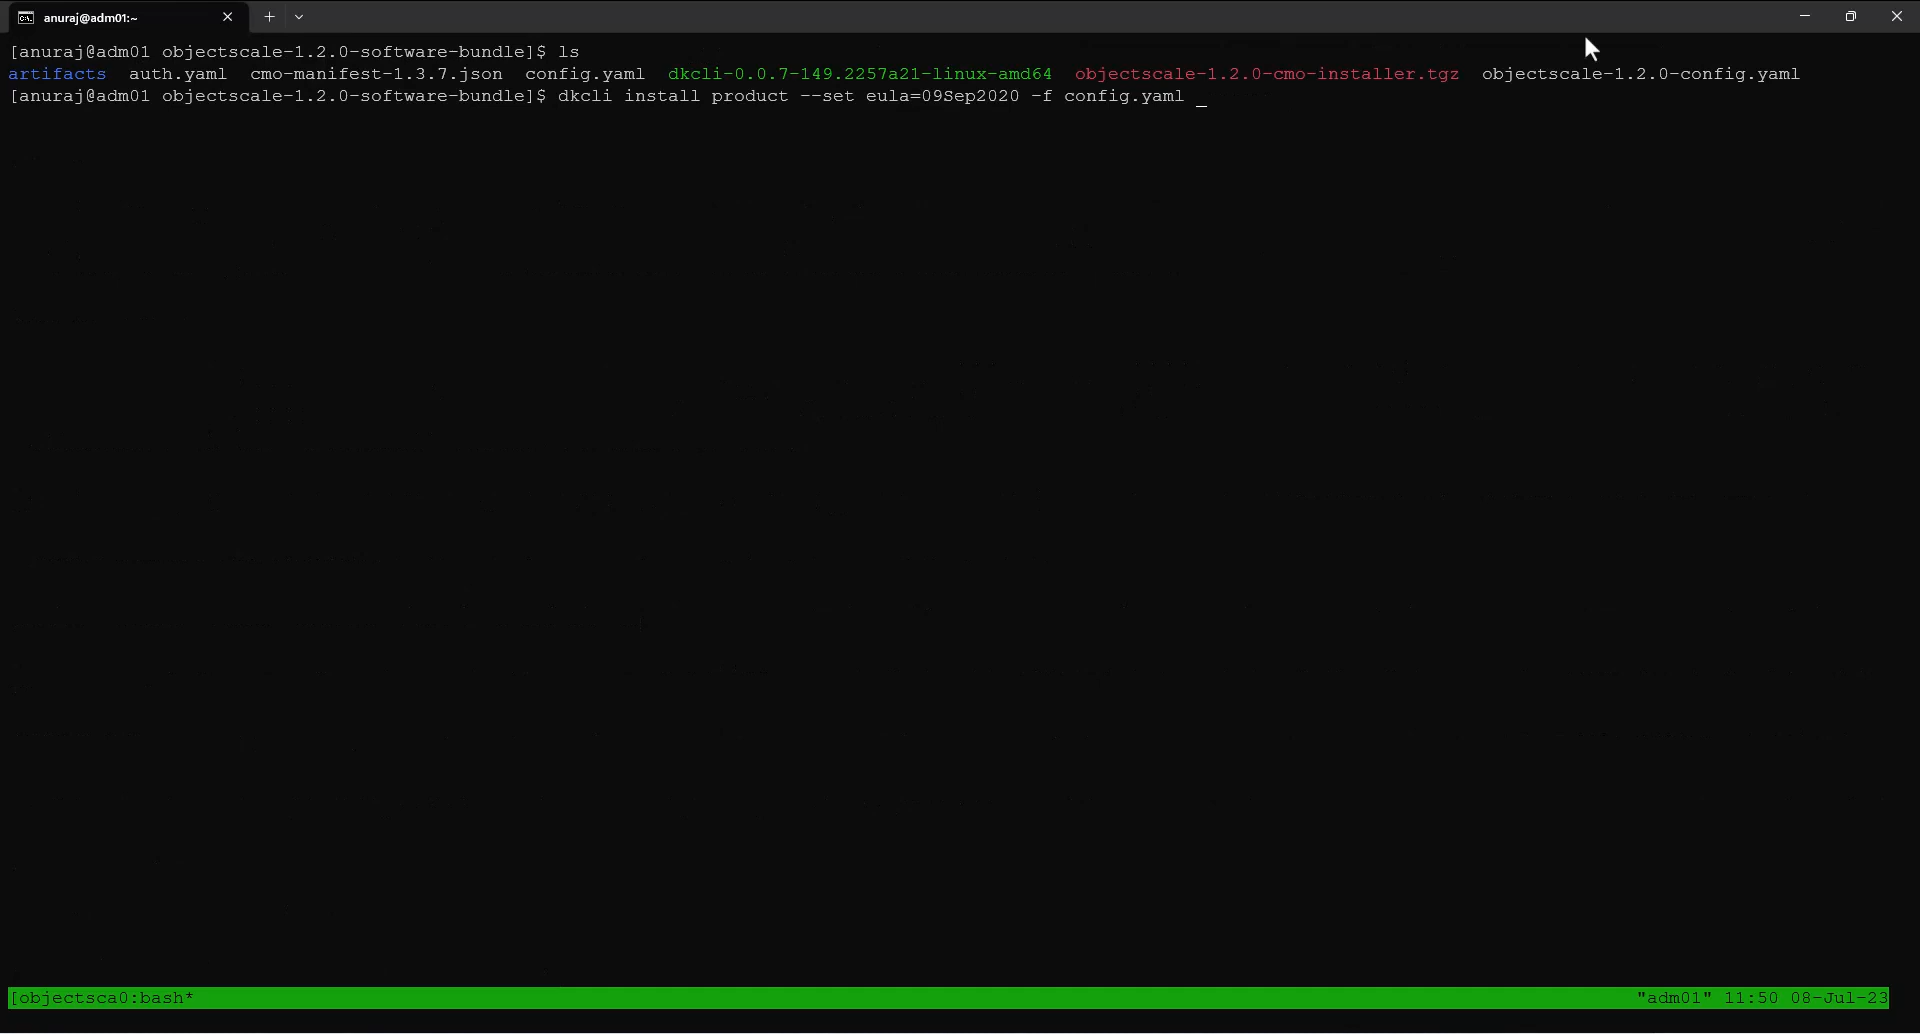 anuraj@adm01:~
[anuraj@adm01 objectscale-1.2.0-software-bundle]$ ls
artifacts  auth.yaml  cmo-manifest-1.3.7.json  config.yaml  dkcli-0.0.7-149.2257a21-linux-amd64  objectscale-1.2.0-cmo-installer.tgz  objectscale-1.2.0-config.yaml
[anuraj@adm01 objectscale-1.2.0-software-bundle]$ dkcli install product --set eula=09Sep2020 -f config.yaml _
[objectsca0:bash*  "adm01" 11:50 08-Jul-23